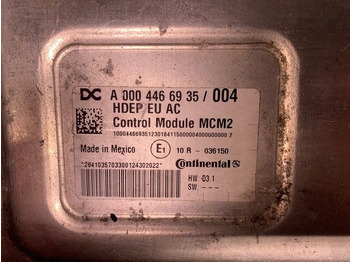 DC A 000 446 69 35 / 004
HDEP EU AC
Control Module MCM2
Made in Mexico E1 10 R - 036150
*2841035703300124302022* Continental
HW: 03.1
SW: ---